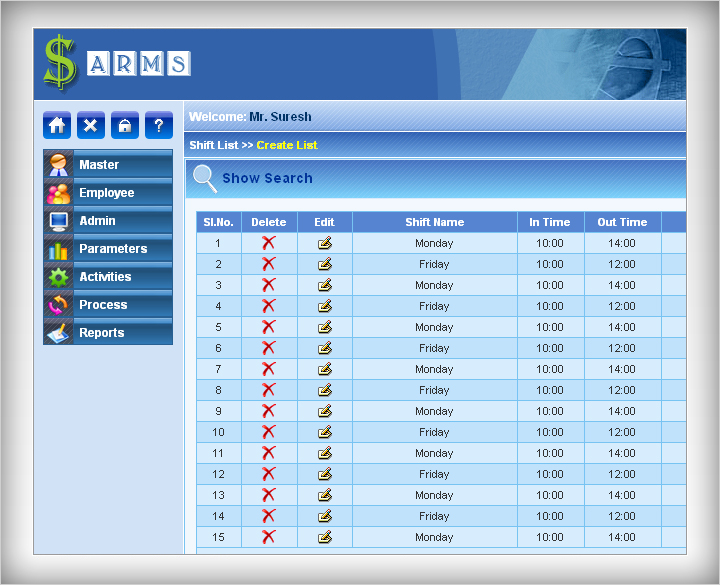 $ ARMS
Welcome: Mr. Suresh
Shift List >> Create List
Show Search
?
Master
Employee
Admin
Parameters
Activities
Process
Reports
Sl.No. Delete Edit Shift Name In Time Out Time
1 Monday 10:00 14:00
2 Friday 10:00 12:00
3 Monday 10:00 14:00
4 Friday 10:00 12:00
5 Monday 10:00 14:00
6 Friday 10:00 12:00
7 Monday 10:00 14:00
8 Friday 10:00 12:00
9 Monday 10:00 14:00
10 Friday 10:00 12:00
11 Monday 10:00 14:00
12 Friday 10:00 12:00
13 Monday 10:00 14:00
14 Friday 10:00 12:00
15 Monday 10:00 14:00